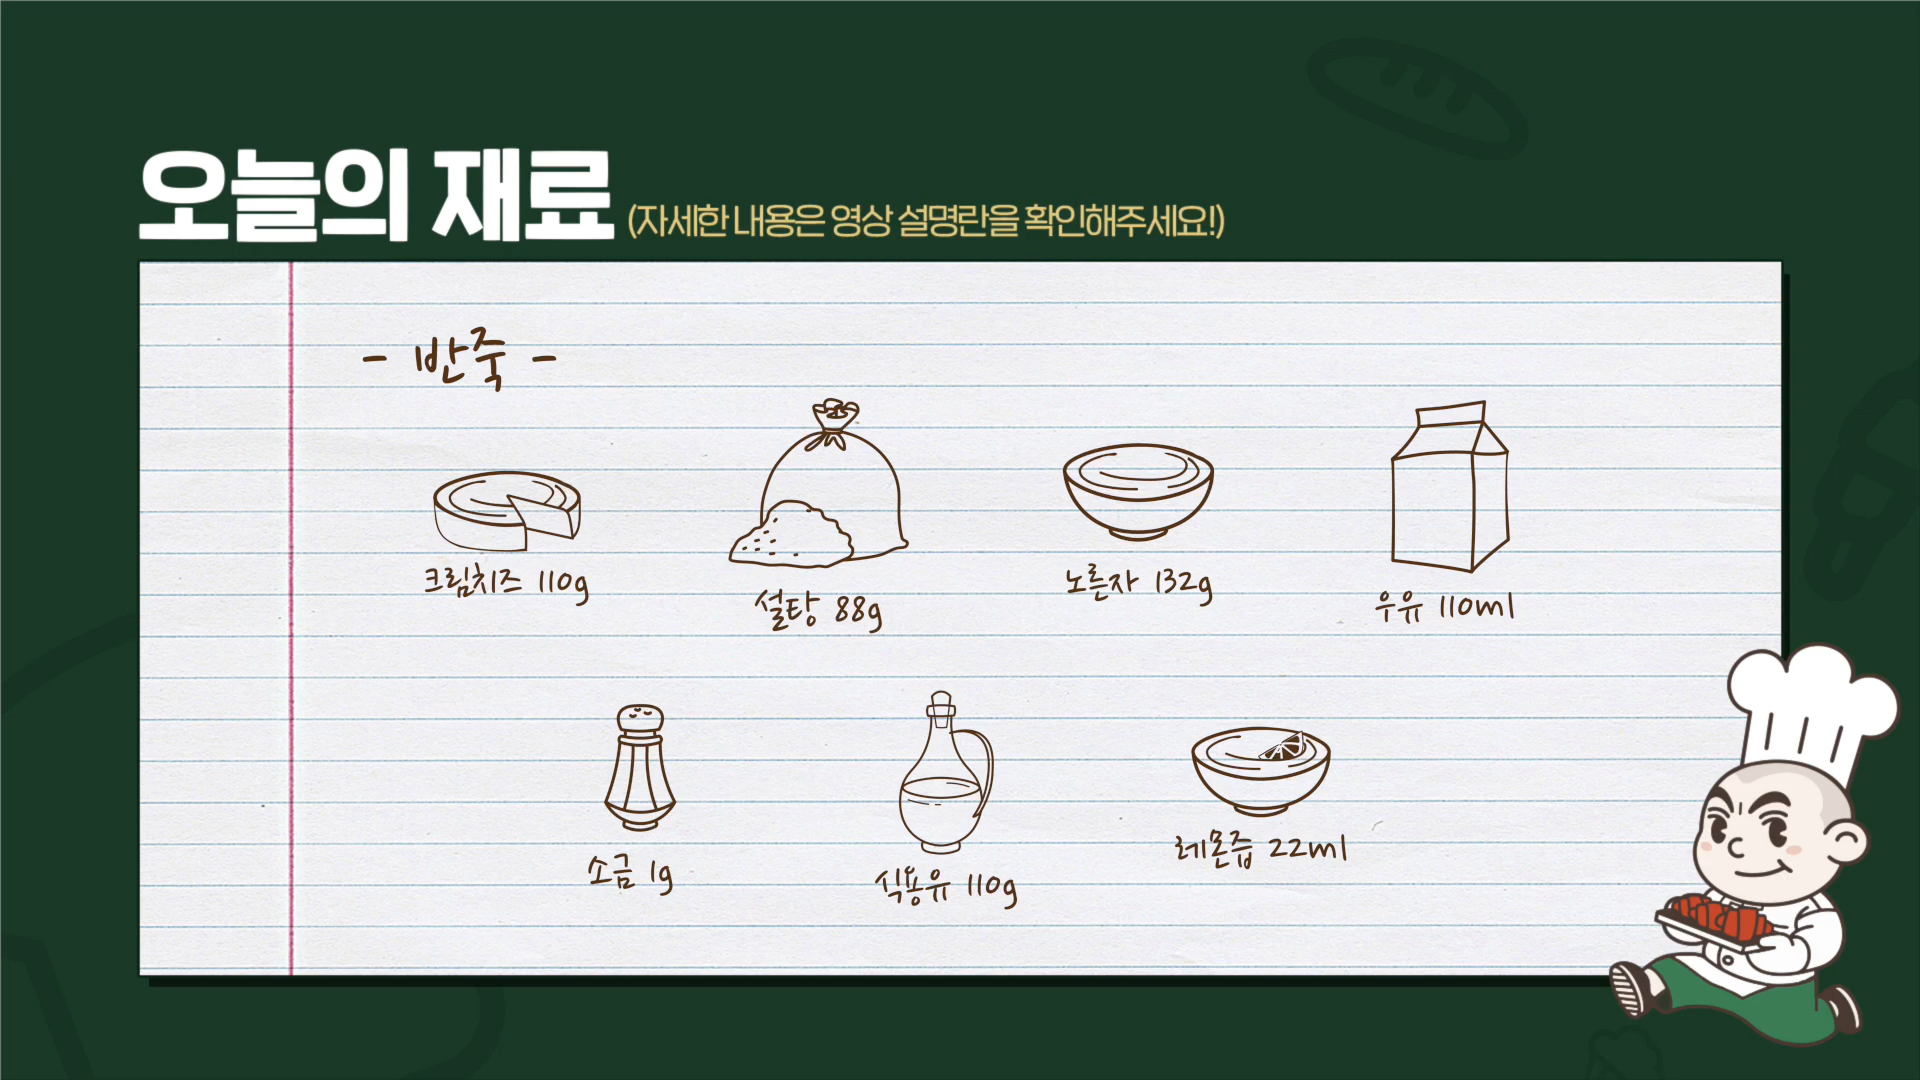 오늘의 재료 (자세한 내용은 영상 설명란을 확인해주세요!)
- 반죽 -
크림치즈 110g
설탕 88g
노른자 132g
우유 110ml
소금 1g
식용유 110g
레몬즙 22ml